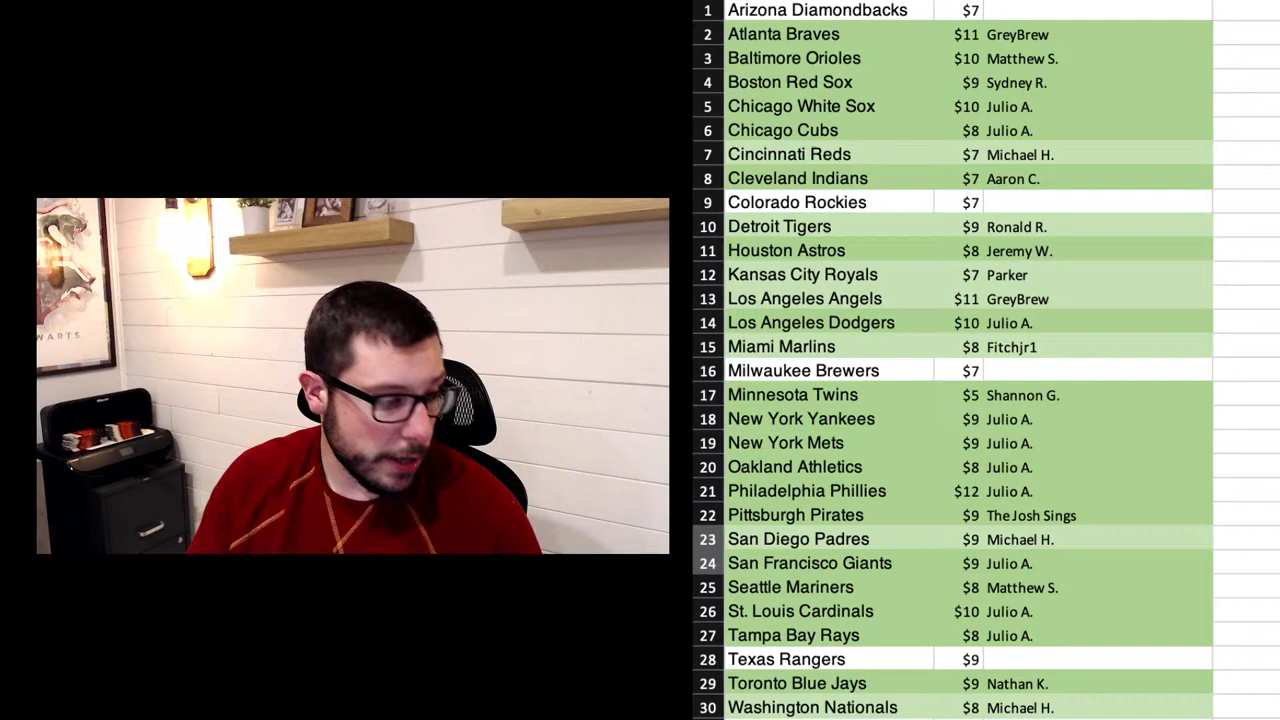 WARTS
1 Arizona Diamondbacks $7
2 Atlanta Braves $11 GreyBrew
3 Baltimore Orioles $10 Matthew S.
4 Boston Red Sox $9 Sydney R.
5 Chicago White Sox $10 Julio A.
6 Chicago Cubs $8 Julio A.
7 Cincinnati Reds $7 Michael H.
8 Cleveland Indians $7 Aaron C.
9 Colorado Rockies $7
10 Detroit Tigers $9 Ronald R.
11 Houston Astros $8 Jeremy W.
12 Kansas City Royals $7 Parker
13 Los Angeles Angels $11 GreyBrew
14 Los Angeles Dodgers $10 Julio A.
15 Miami Marlins $8 Fitchjr1
16 Milwaukee Brewers $7
17 Minnesota Twins $5 Shannon G.
18 New York Yankees $9 Julio A.
19 New York Mets $9 Julio A.
20 Oakland Athletics $8 Julio A.
21 Philadelphia Phillies $12 Julio A.
22 Pittsburgh Pirates $9 The Josh Sings
23 San Diego Padres $9 Michael H.
24 San Francisco Giants $9 Julio A.
25 Seattle Mariners $8 Matthew S.
26 St. Louis Cardinals $10 Julio A.
27 Tampa Bay Rays $8 Julio A.
28 Texas Rangers $9
29 Toronto Blue Jays $9 Nathan K.
30 Washington Nationals $8 Michael H.